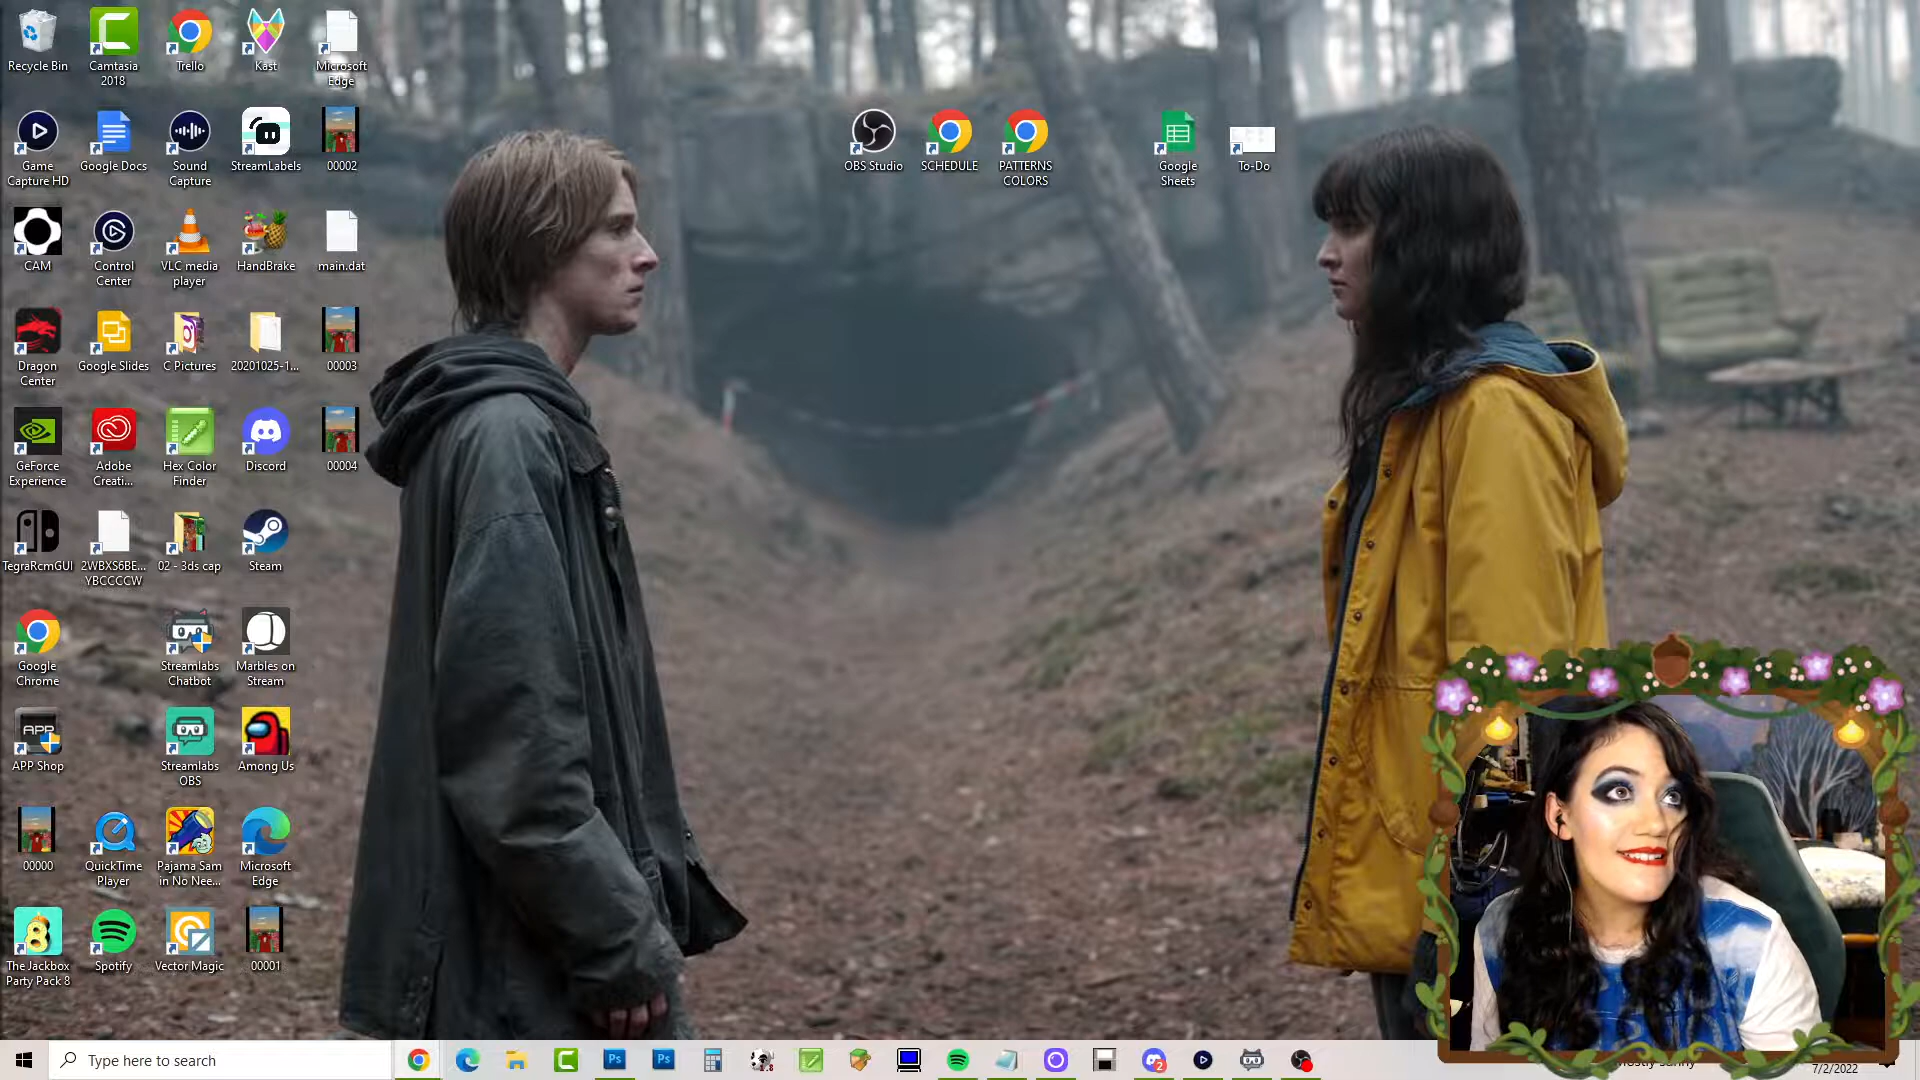 Recycle Bin
Camtasia
2018
Trello
Kast
Microsoft
Edge
Game
Capture HD
Google Docs
Sound
Capture
StreamLabels
00002
OBS Studio
SCHEDULE
PATTERNS
COLORS
Google
Sheets
To-Do
CAM
Control
Center
VLC media
player
HandBrake
main.dat
Dragon
Center
Google Slides
C Pictures
20201025-1...
00003
GeForce
Experience
Adobe
Creati...
Hex Color
Finder
Discord
00004
TegraRcmGUI
2WBXS6BE...
YBCCCCW
02 - 3ds cap
Steam
Google
Chrome
Streamlabs
Chatbot
Marbles on
Stream
APP
APP Shop
Streamlabs
OBS
Among Us
00000
QuickTime
Player
Pajama Sam
in No Nee...
Microsoft
Edge
8
The Jackbox
Party Pack 8
Spotify
Vector Magic
00001
Type here to search
Ps
Ps
2
7/2/2022